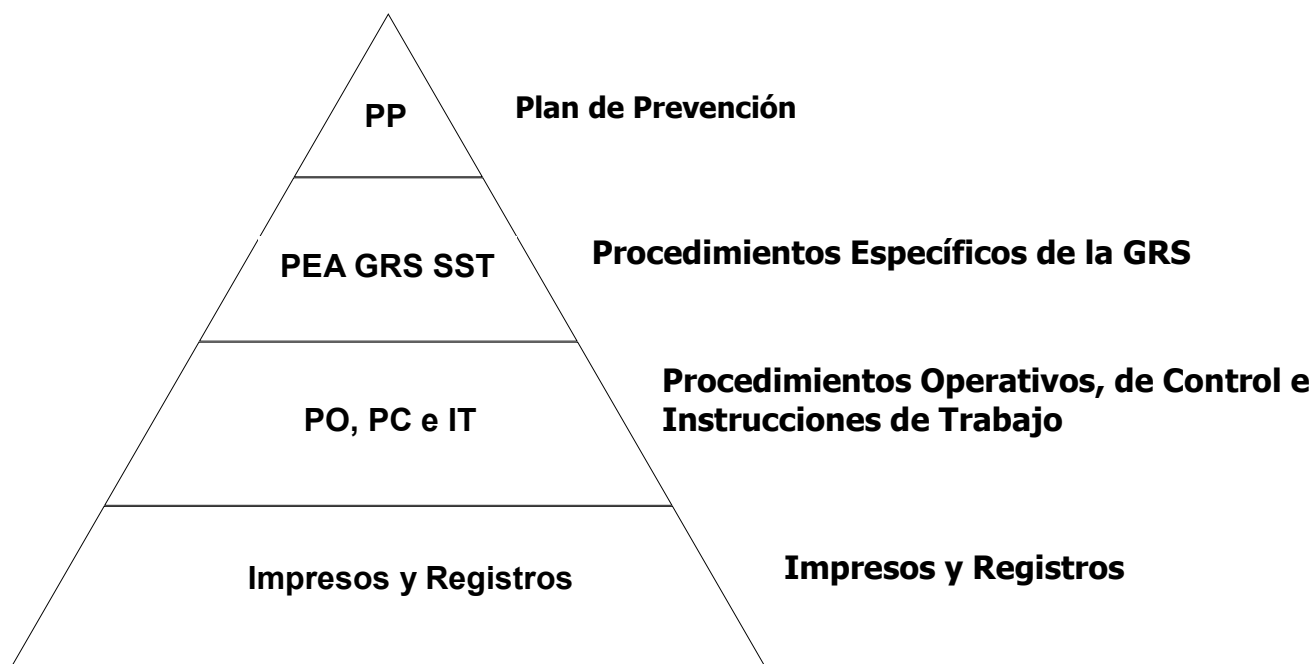 PP
Plan de Prevención
PEA GRS SST
Procedimientos Específicos de la GRS
PO, PC e IT
Procedimientos Operativos, de Control e
Instrucciones de Trabajo
Impresos y Registros
Impresos y Registros